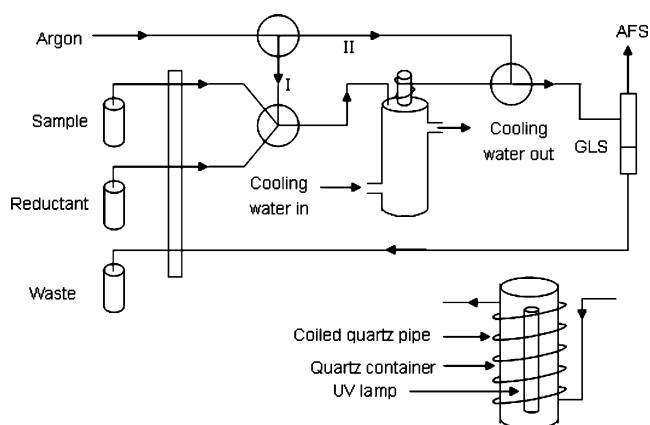 Argon
II
AFS
I
Sample
Cooling
water out
GLS
Cooling
water in
Reductant
Waste
Coiled quartz pipe
Quartz container
UV lamp